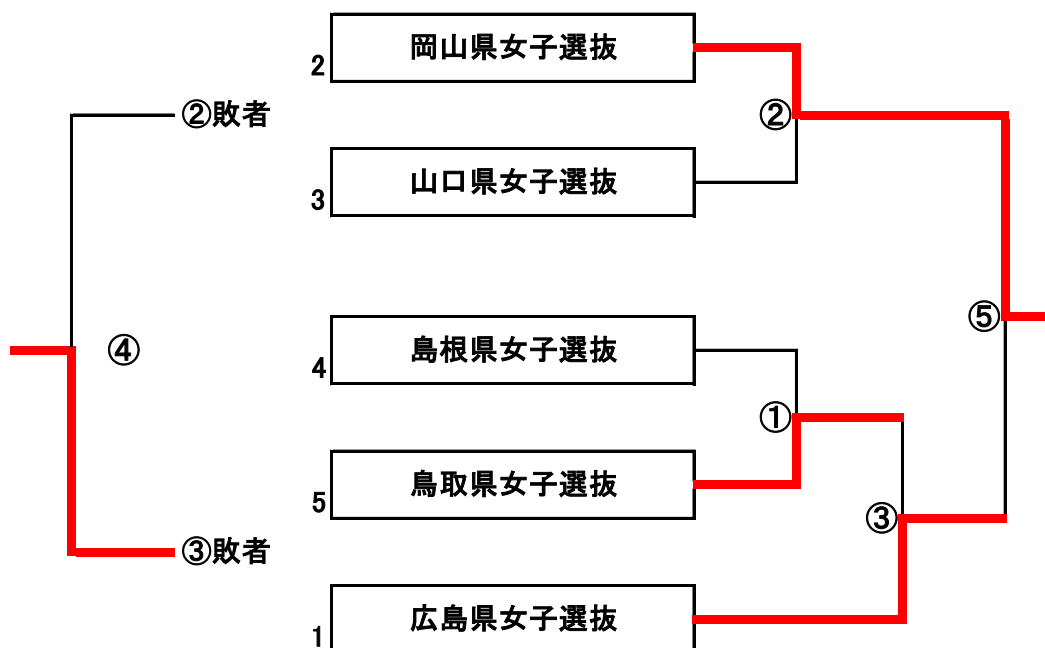 2 岡山県女子選抜
②敗者
②
3 山口県女子選抜
⑤
④
4 島根県女子選抜
①
5 鳥取県女子選抜
③
③敗者
1 広島県女子選抜